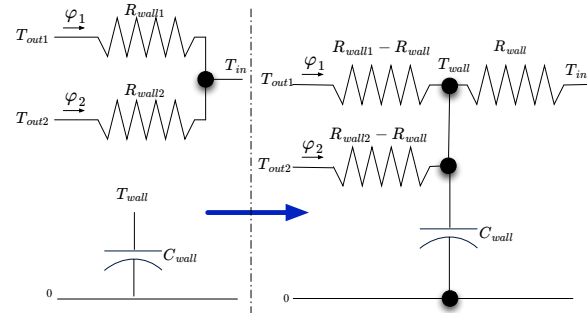 φ₁ R_wall1
T_out1
T_in
φ₂ R_wall2
T_out2
T_wall
C_wall
0
φ₁ R_wall1 − R_wall T_wall R_wall
T_out1 T_in
φ₂ R_wall2 − R_wall
T_out2
C_wall
0